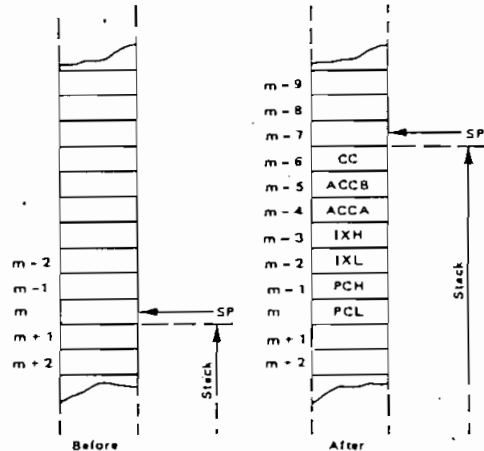 m - 2
m - 1
m
m + 1
m + 2
SP
Stack
Before
m - 9
m - 8
m - 7
m - 6 CC
m - 5 ACCB
m - 4 ACCA
m - 3 IXH
m - 2 IXL
m - 1 PCH
m PCL
m + 1
m + 2
SP
Stack
After